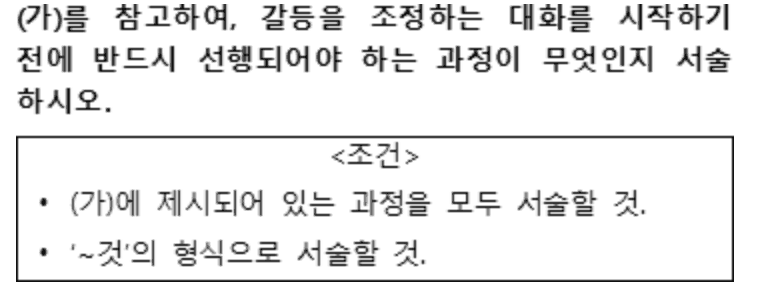 (가)를 참고하여, 갈등을 조정하는 대화를 시작하기
전에 반드시 선행되어야 하는 과정이 무엇인지 서술
하시오.
<조건>
• (가)에 제시되어 있는 과정을 모두 서술할 것.
• '~것'의 형식으로 서술할 것.